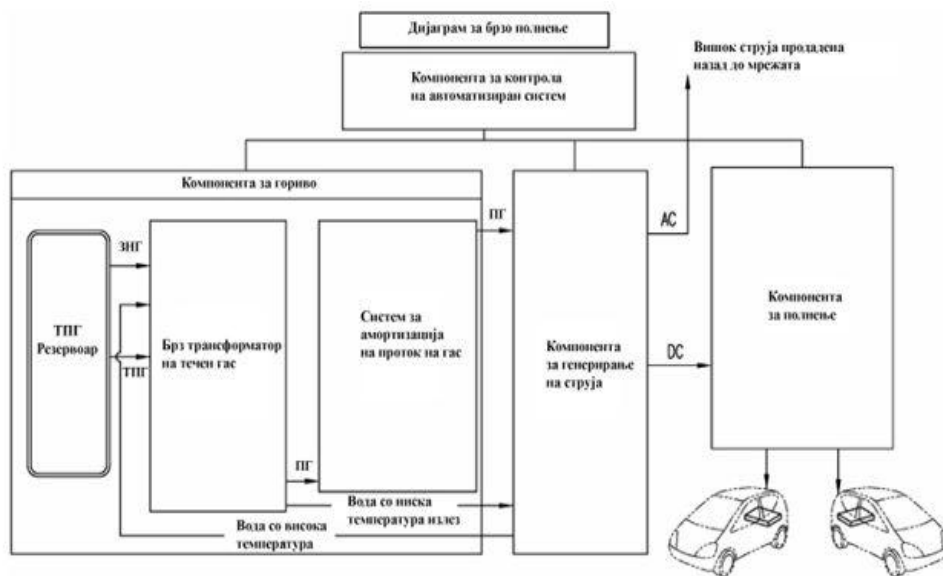 Дијаграм за брзо полнење
Компонента за контрола
на автоматизиран систем
Вишок струја продадена
назад до мрежата
Компонента за гориво
ТПГ
Резервоар
ЗНГ
ТПГ
Брз трансформатор
на течен гас
ПГ
Систем за
амортизација
на проток на гас
ПГ
Вода со ниска
температура излез
Вода со висока
температура
Компонента
за генерирање
на струја
AC
DC
Компонента
за полнење